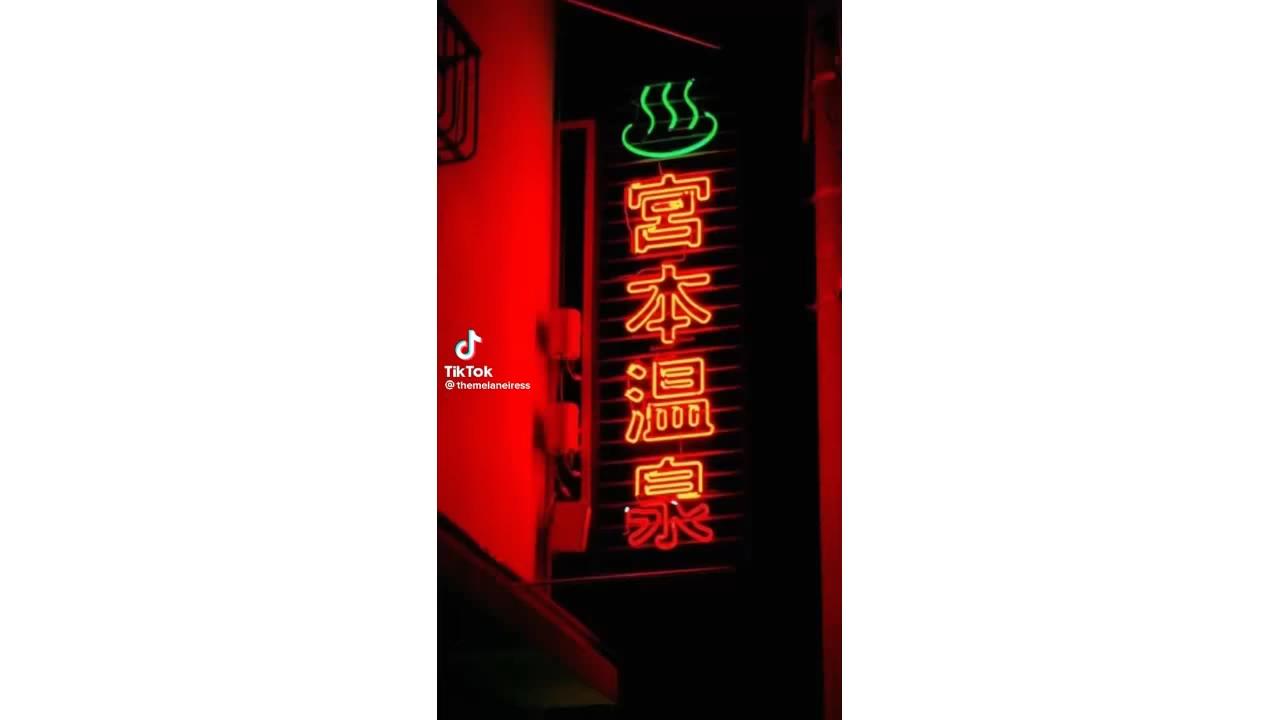 宮本温泉
TikTok
@themelaneiress